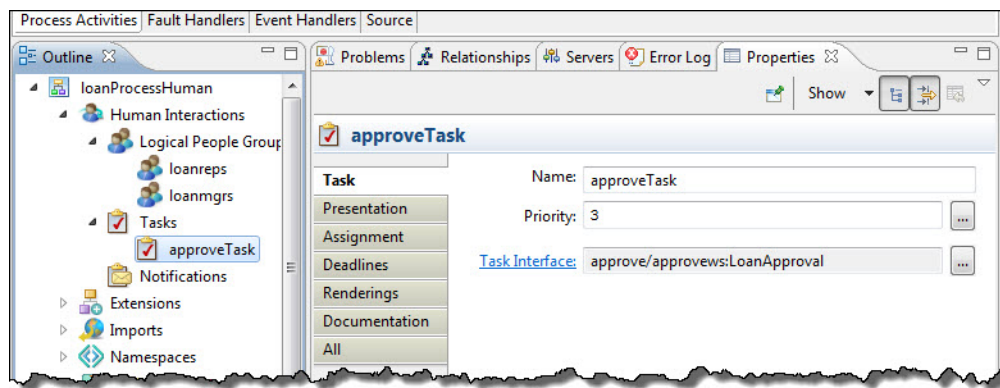 Process Activities Fault Handlers Event Handlers Source
Outline
loanProcessHuman
Human Interactions
Logical People Group
loanreps
loanmgrs
Tasks
approveTask
Notifications
Extensions
Imports
Namespaces
Problems Relationships Servers Error Log Properties
Show
approveTask
Task
Presentation
Assignment
Deadlines
Renderings
Documentation
All
Name: approveTask
Priority: 3 ...
Task Interface: approve/approvews:LoanApproval ...